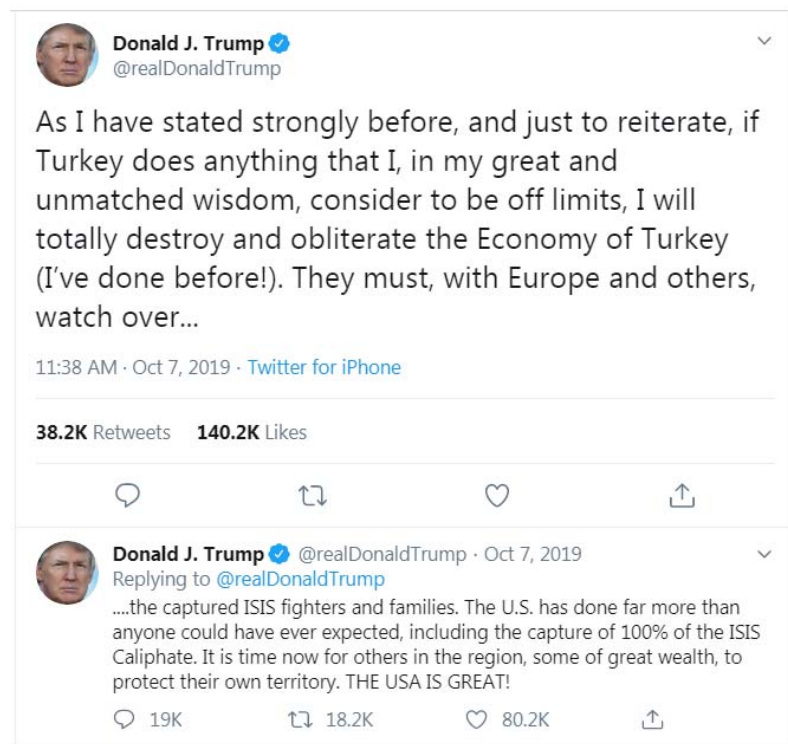 Donald J. Trump
@realDonaldTrump
As I have stated strongly before, and just to reiterate, if
Turkey does anything that I, in my great and
unmatched wisdom, consider to be off limits, I will
totally destroy and obliterate the Economy of Turkey
(I've done before!). They must, with Europe and others,
watch over...
11:38 AM · Oct 7, 2019 · Twitter for iPhone
38.2K Retweets 140.2K Likes
Donald J. Trump @realDonaldTrump · Oct 7, 2019
Replying to @realDonaldTrump
....the captured ISIS fighters and families. The U.S. has done far more than
anyone could have ever expected, including the capture of 100% of the ISIS
Caliphate. It is time now for others in the region, some of great wealth, to
protect their own territory. THE USA IS GREAT!
19K 18.2K 80.2K